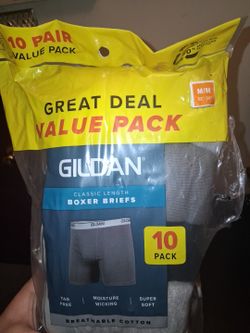 10 PAIR
VALUE PACK
GREAT DEAL
VALUE PACK
M/M
GILDAN
CLASSIC LENGTH
BOXER BRIEFS
GILDAN
10
PACK
TAG
FREE
MOISTURE
WICKING
SUPER
SOFT
BREATHABLE COTTON